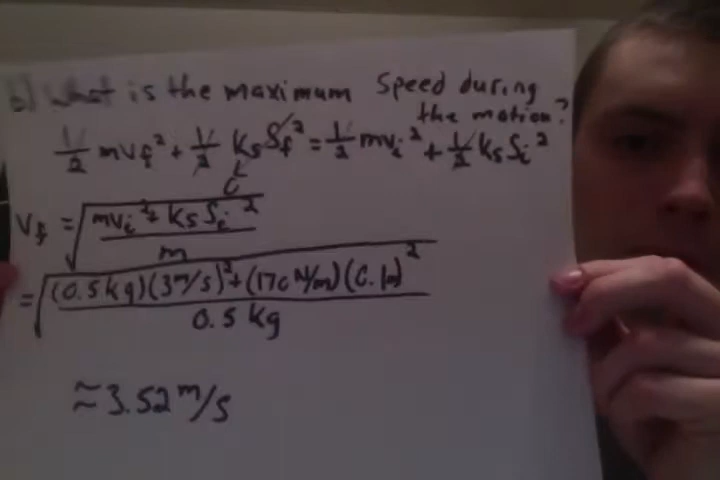 b) What is the maximum speed during
the motion?
1/2 mvf² + 1/2 ks sf² = 1/2 mvi² + 1/2 ks si²
0
vf = √((mvi² + ks si²)/m)
= √(((0.5 kg)(3 m/s)² + (170 N/m)(0.1m)²)/0.5 kg)
≈ 3.52 m/s